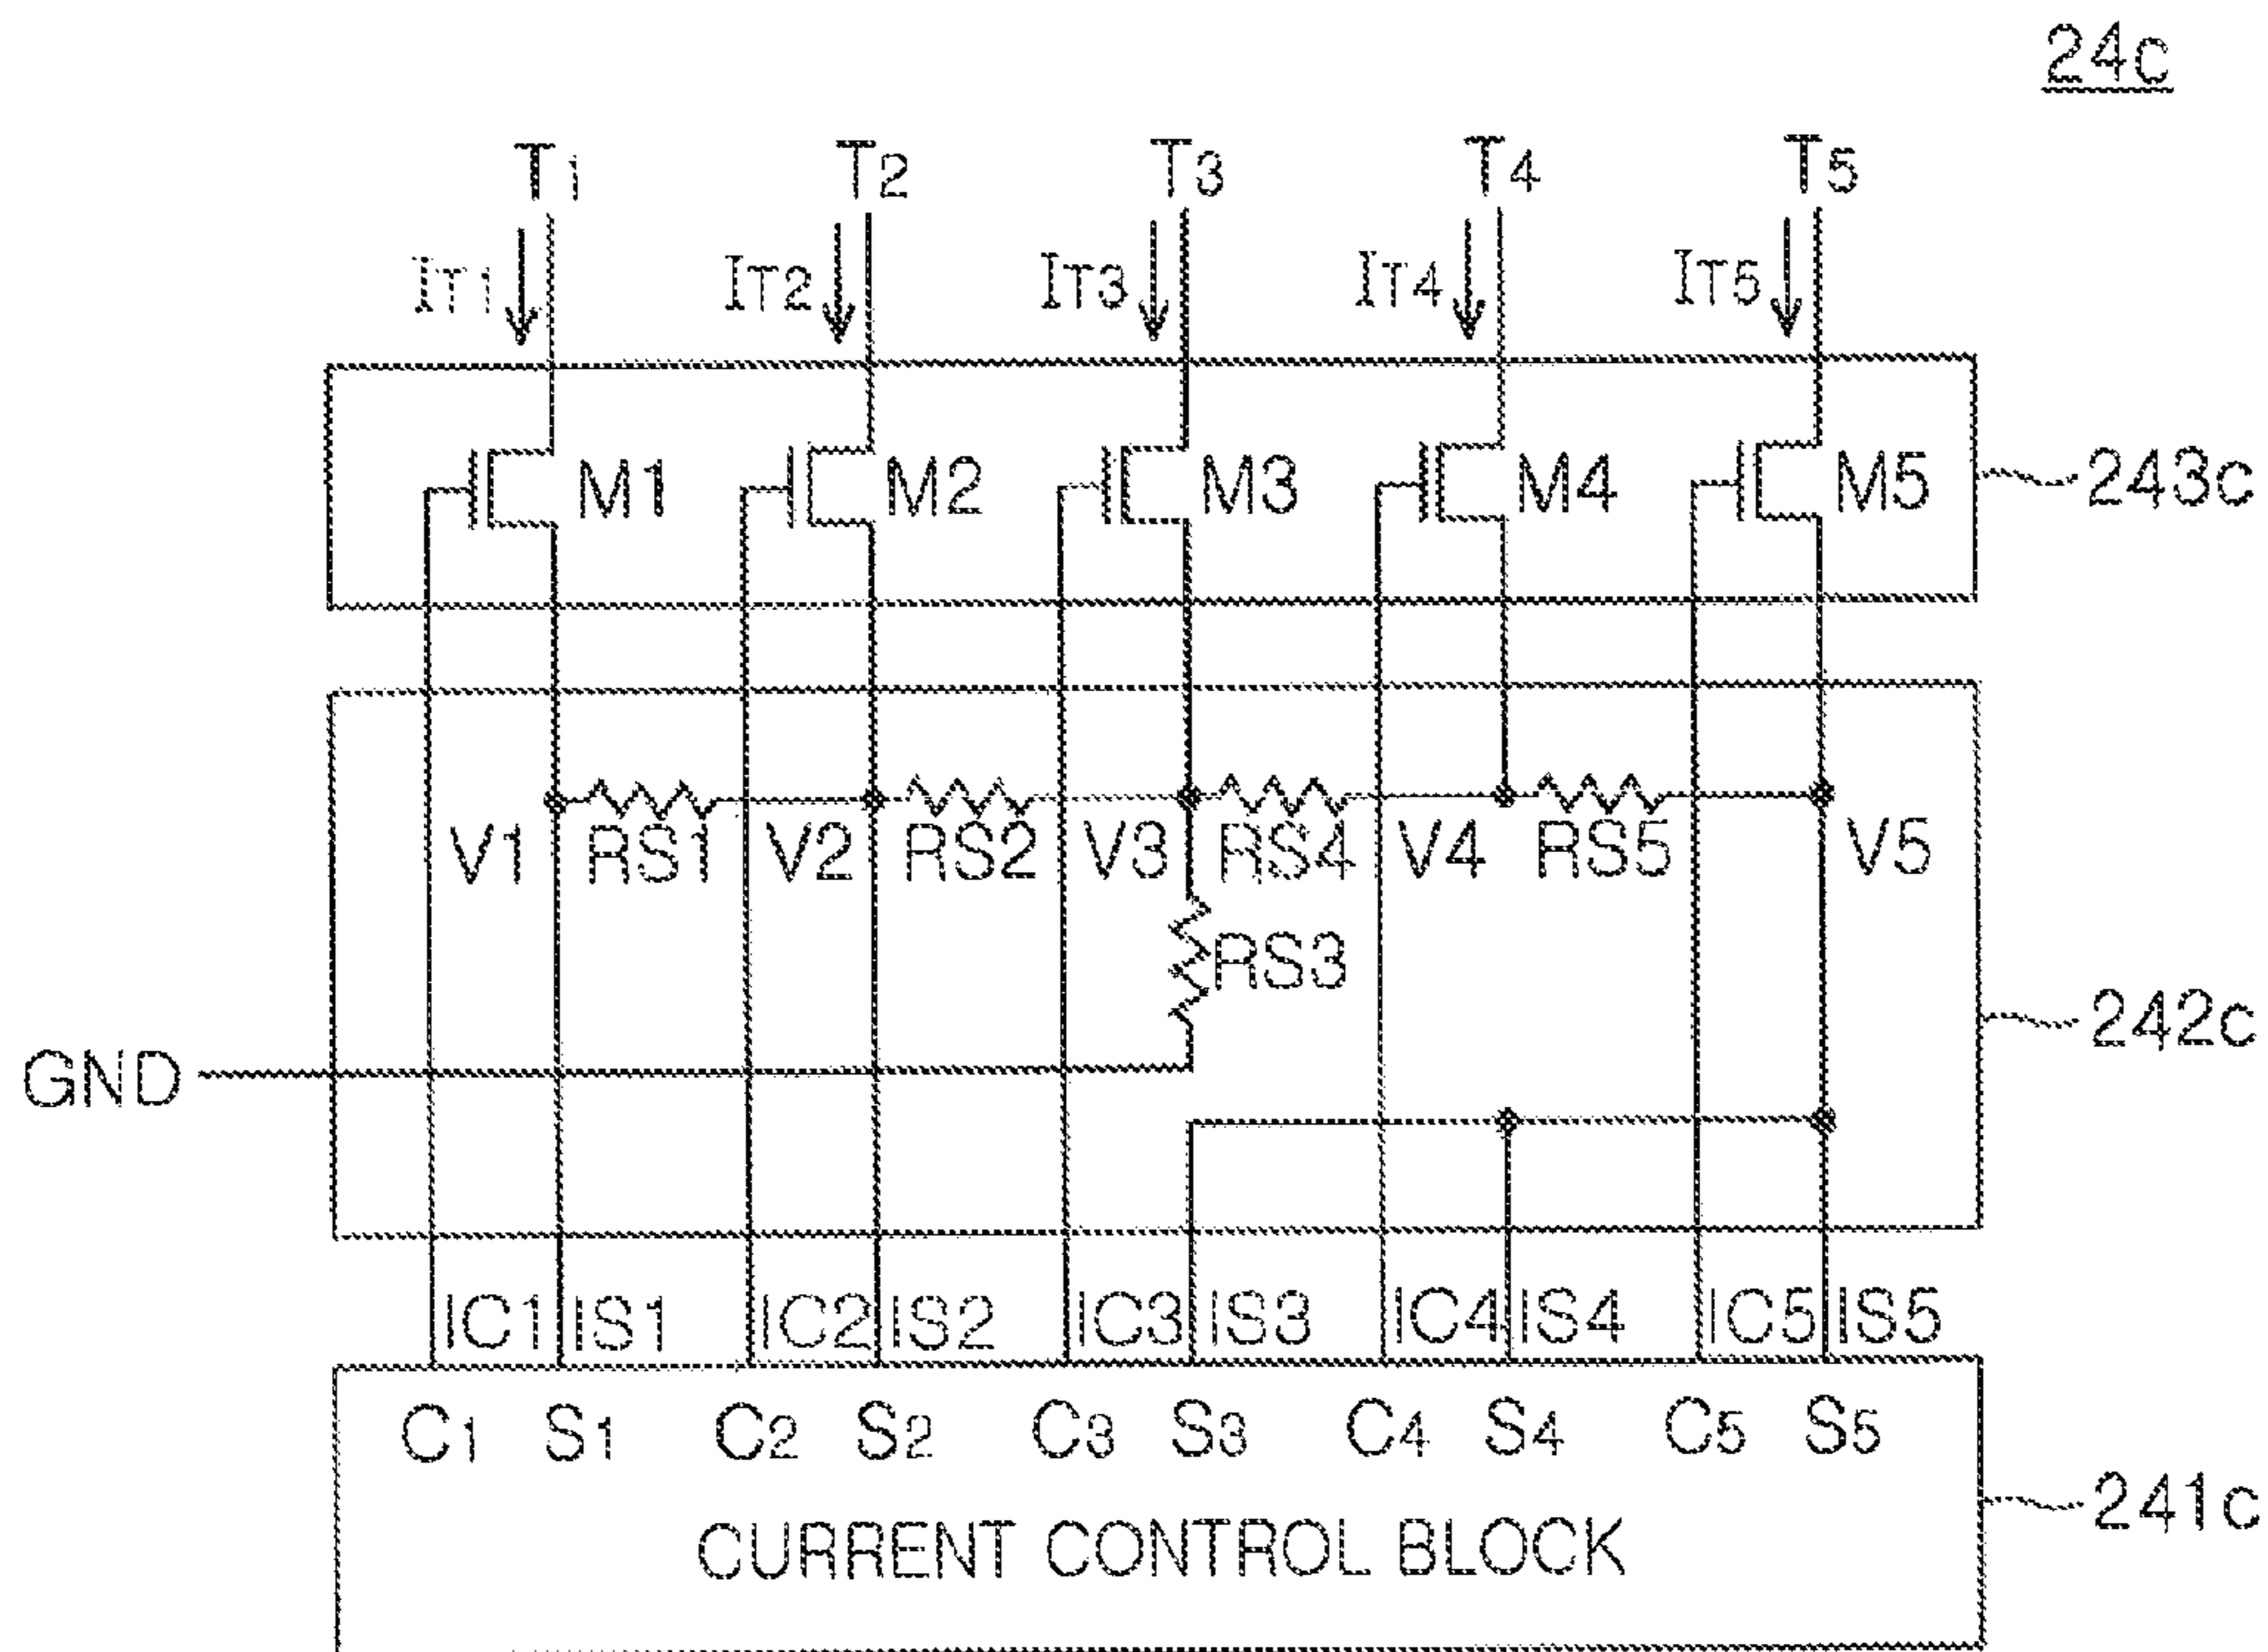 24c
T1 T2 T3 T4 T5
IT1 IT2 IT3 IT4 IT5
M1 M2 M3 M4 M5 243c
V1 RS1 V2 RS2 V3 RS4 V4 RS5 V5
RS3
242c
GND
IC1 IS1 IC2 IS2 IC3 IS3 IC4 IS4 IC5 IS5
C1 S1 C2 S2 C3 S3 C4 S4 C5 S5
241c
CURRENT CONTROL BLOCK